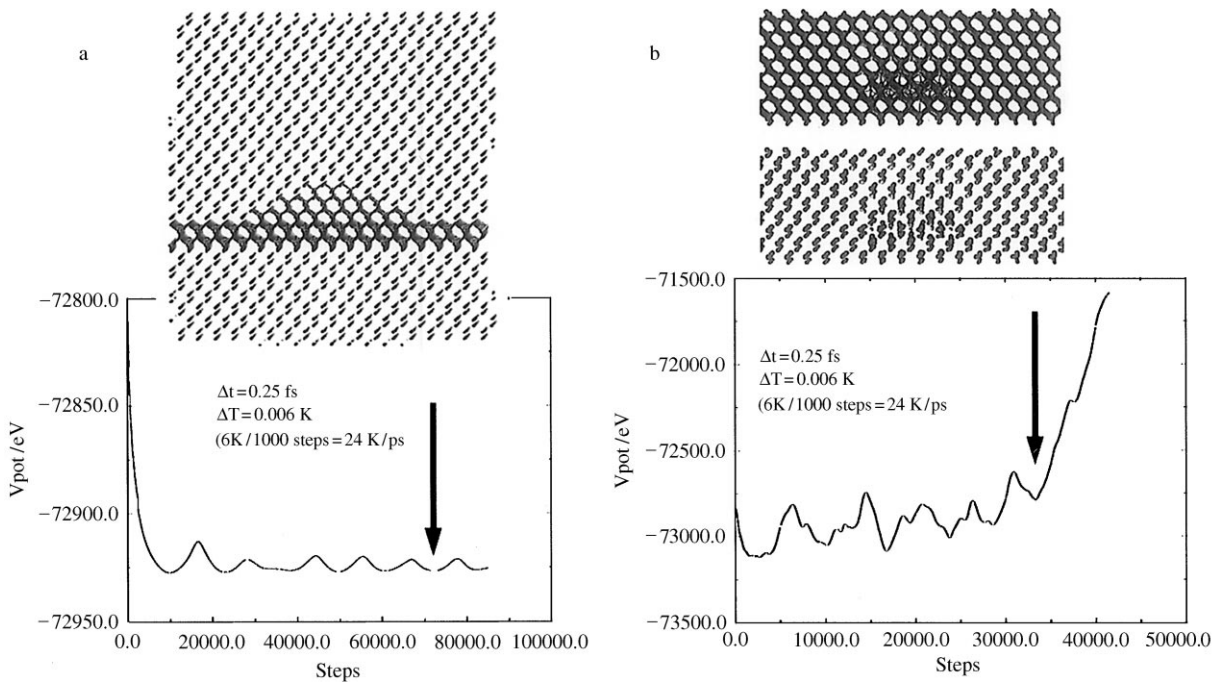 a
−72800.0
−72850.0
−72900.0
−72950.0
Vpot /eV
Δt=0.25 fs
ΔT=0.006 K
(6K/1000 steps=24 K/ps
0.0
20000.0
40000.0
60000.0
80000.0
100000.0
Steps
b
−71500.0
−72000.0
−72500.0
−73000.0
−73500.0
Vpot /eV
Δt=0.25 fs
ΔT=0.006 K
(6K/1000 steps=24 K/ps
0.0
10000.0
20000.0
30000.0
40000.0
50000.0
Steps